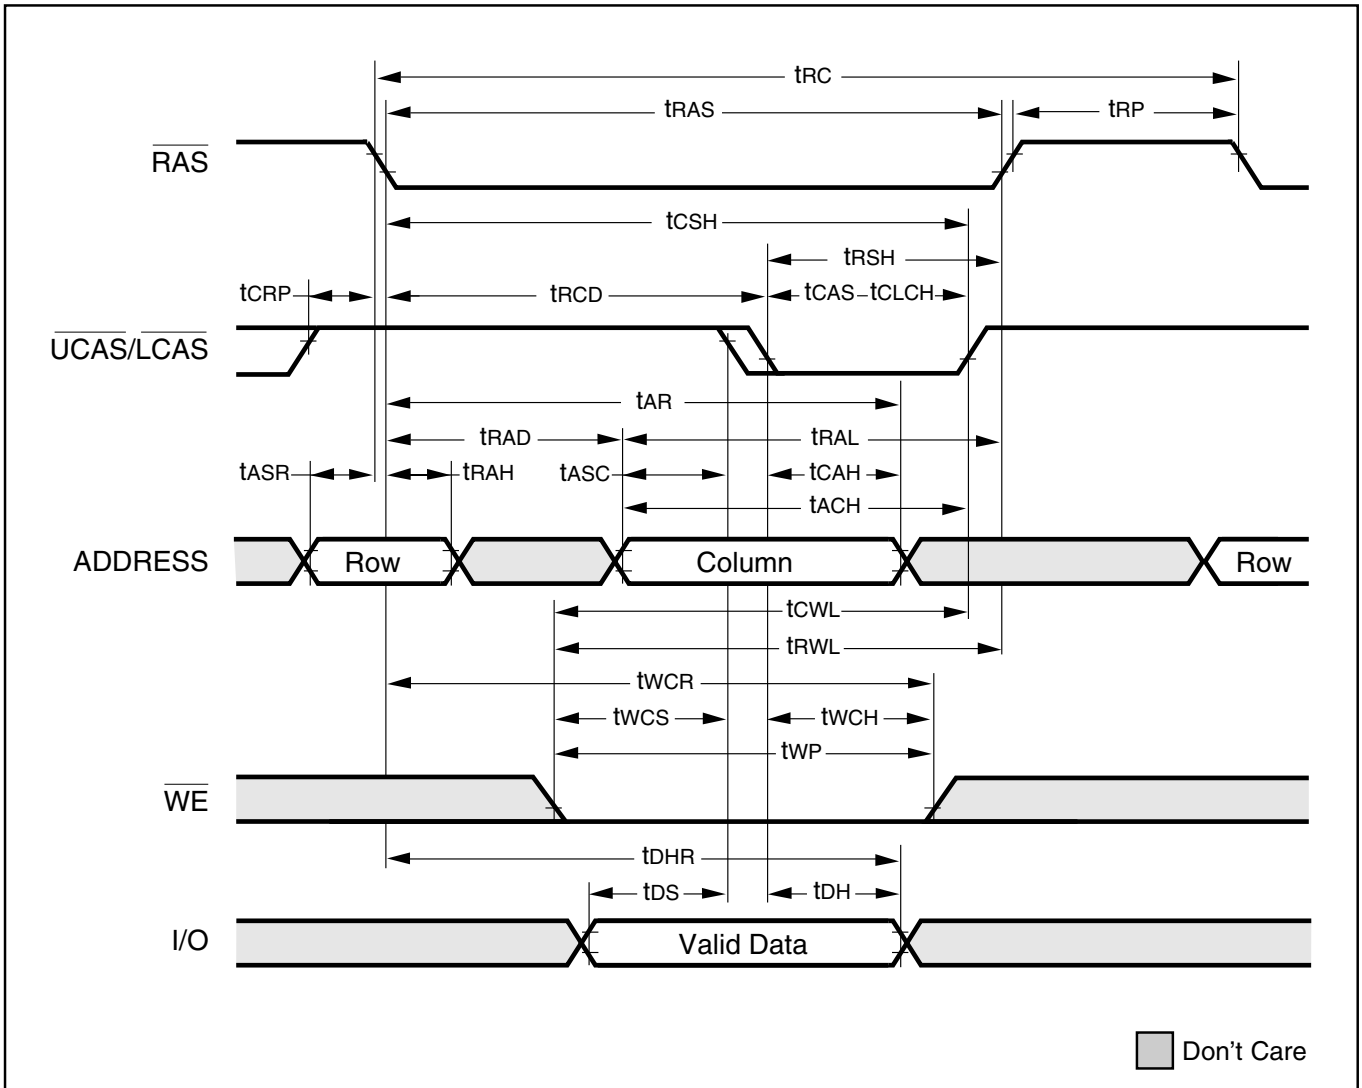 tRC
tRAS
tRP
RAS
tCSH
tRSH
tCRP
tRCD
tCAS
tCLCH
UCAS/LCAS
tAR
tRAD
tRAL
tASR
tRAH
tASC
tCAH
tACH
ADDRESS
Row
Column
Row
tCWL
tRWL
tWCR
tWCS
tWCH
tWP
WE
tDHR
tDS
tDH
I/O
Valid Data
Don't Care